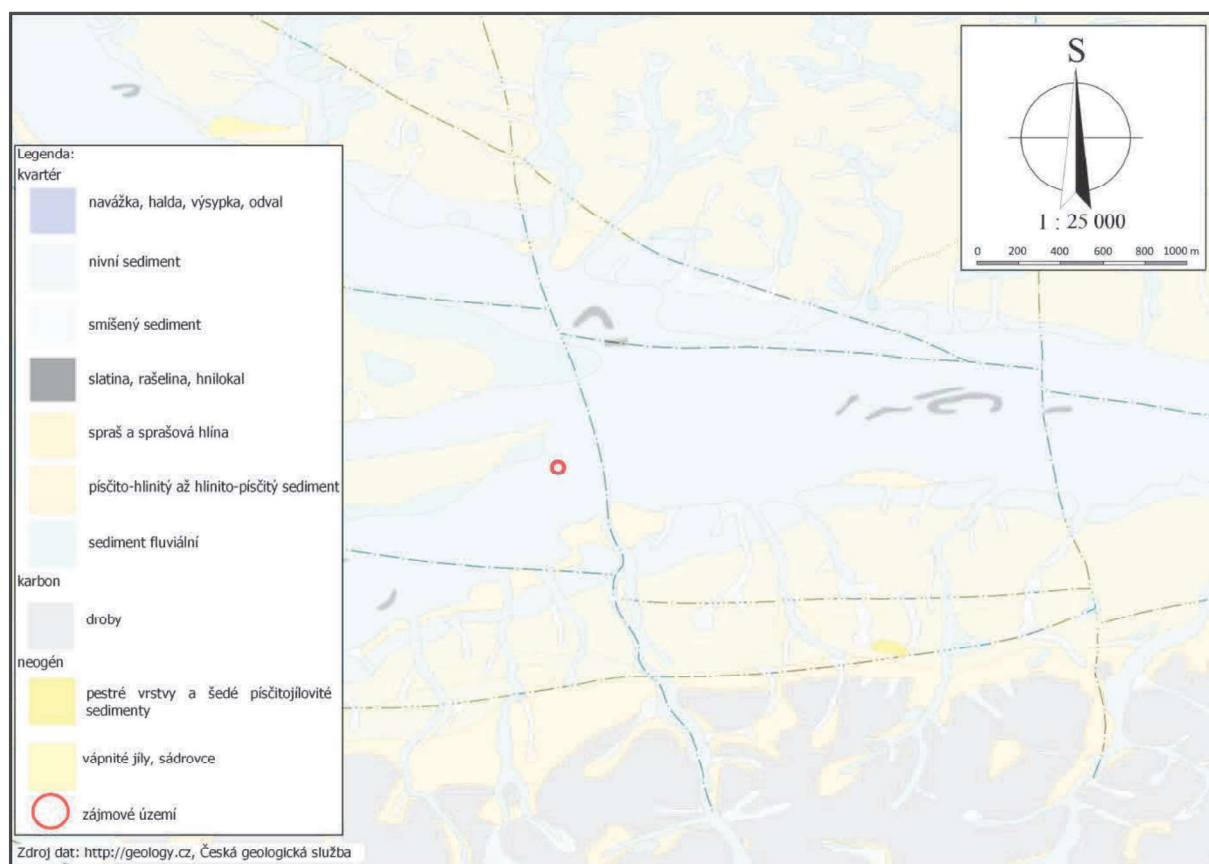 Legenda:
kvartér
navážka, halda, výsypka, odval
nivní sediment
smíšený sediment
slatina, rašelina, hnilokal
spraš a sprašová hlína
písčito-hlinitý až hlinito-písčitý sediment
sediment fluviální
karbon
droby
neogén
pestré vrstvy a šedé písčitojílovité
sedimenty
vápnité jíly, sádrovce
zájmové území
Zdroj dat: http://geology.cz, Česká geologická služba
S
1 : 25 000
0 200 400 600 800 1000 m